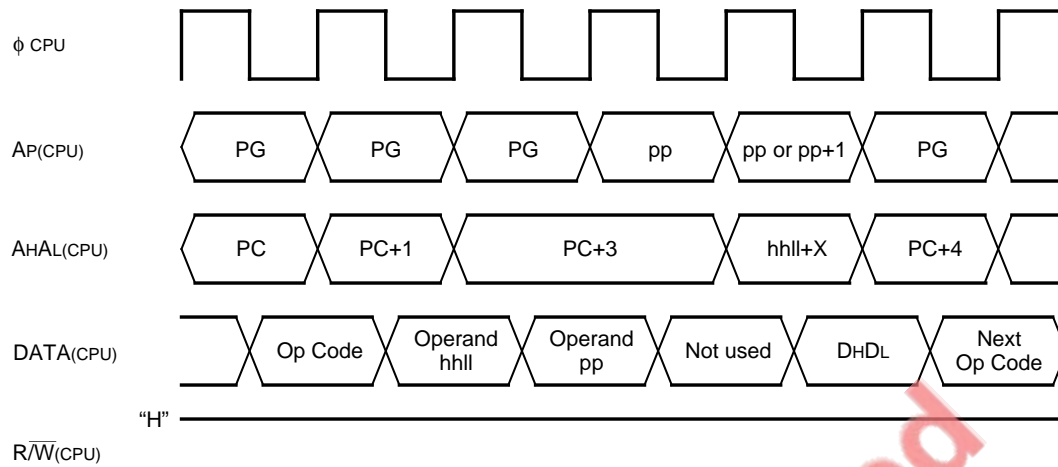 ϕ CPU
AP(CPU) PG PG PG pp pp or pp+1 PG
AHAL(CPU) PC PC+1 PC+3 hhll+X PC+4
DATA(CPU) Op Code Operand hhll Operand pp Not used DHDL Next Op Code
“H”
R/W̅(CPU)